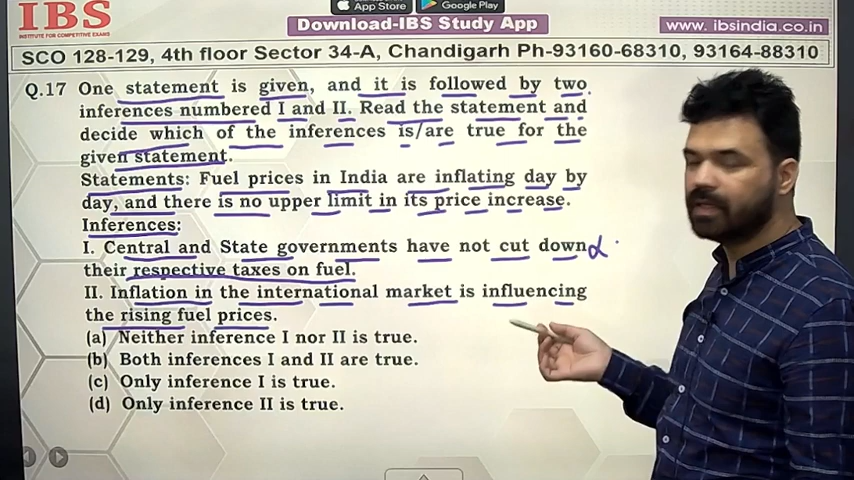 IBS
INSTITUTE FOR COMPETITIVE EXAMS
App Store
Google Play
Download-IBS Study App
www. ibsindia.co.in
SCO 128-129, 4th floor Sector 34-A, Chandigarh Ph-93160-68310, 93164-88310
Q.17 One statement is given, and it is followed by two
inferences numbered I and II. Read the statement and
decide which of the inferences is/are true for the
given statement.
Statements: Fuel prices in India are inflating day by
day, and there is no upper limit in its price increase.
Inferences:
I. Central and State governments have not cut down
their respective taxes on fuel.
II. Inflation in the international market is influencing
the rising fuel prices.
(a) Neither inference I nor II is true.
(b) Both inferences I and II are true.
(c) Only inference I is true.
(d) Only inference II is true.